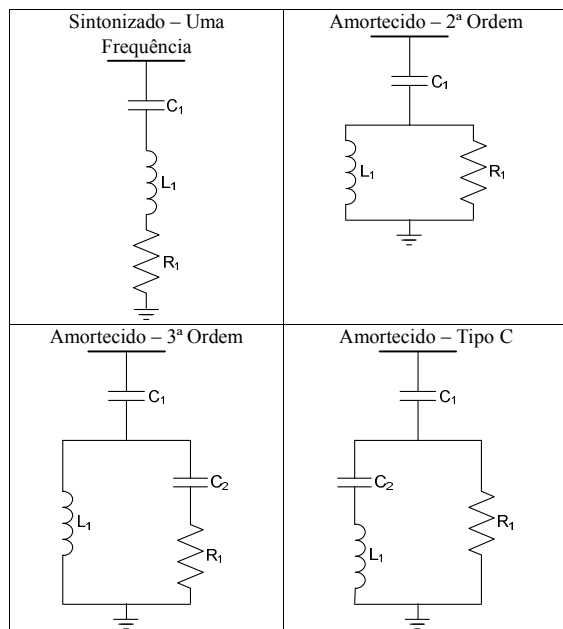 Sintonizado – Uma
Frequência
C1
L1
R1
Amortecido – 2ª Ordem
C1
L1
R1
Amortecido – 3ª Ordem
C1
C2
L1
R1
Amortecido – Tipo C
C1
C2
R1
L1